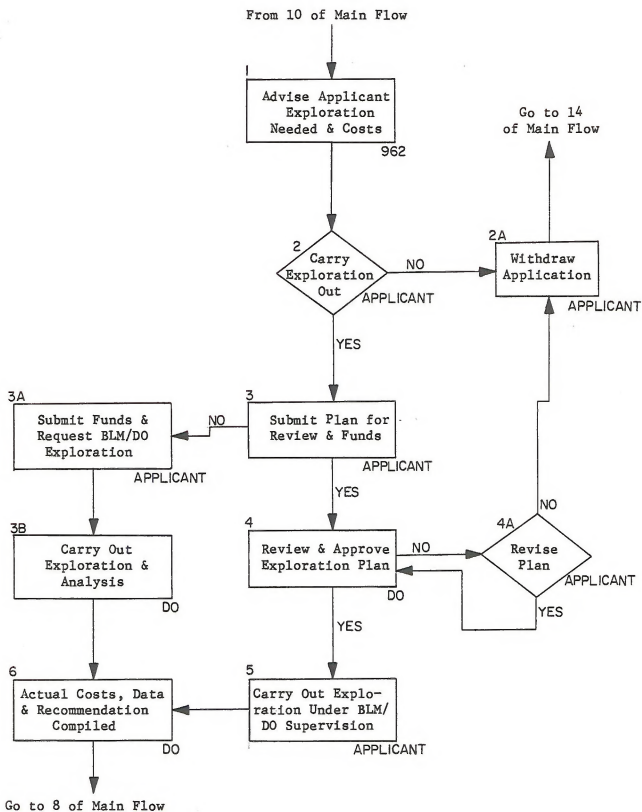 From 10 of Main Flow
1
Advise Applicant
Exploration
Needed & Costs
962
Go to 14
of Main Flow
2
Carry
Exploration
Out
APPLICANT
NO
2A
Withdraw
Application
APPLICANT
YES
3A
Submit Funds &
Request BLM/DO
Exploration
APPLICANT
NO
3
Submit Plan for
Review & Funds
APPLICANT
YES
NO
3B
Carry Out
Exploration &
Analysis
DO
4
Review & Approve
Exploration Plan
DO
NO
4A
Revise
Plan
APPLICANT
YES
YES
6
Actual Costs, Data
& Recommendation
Compiled
DO
5
Carry Out Explo-
ration Under BLM/
DO Supervision
APPLICANT
Go to 8 of Main Flow